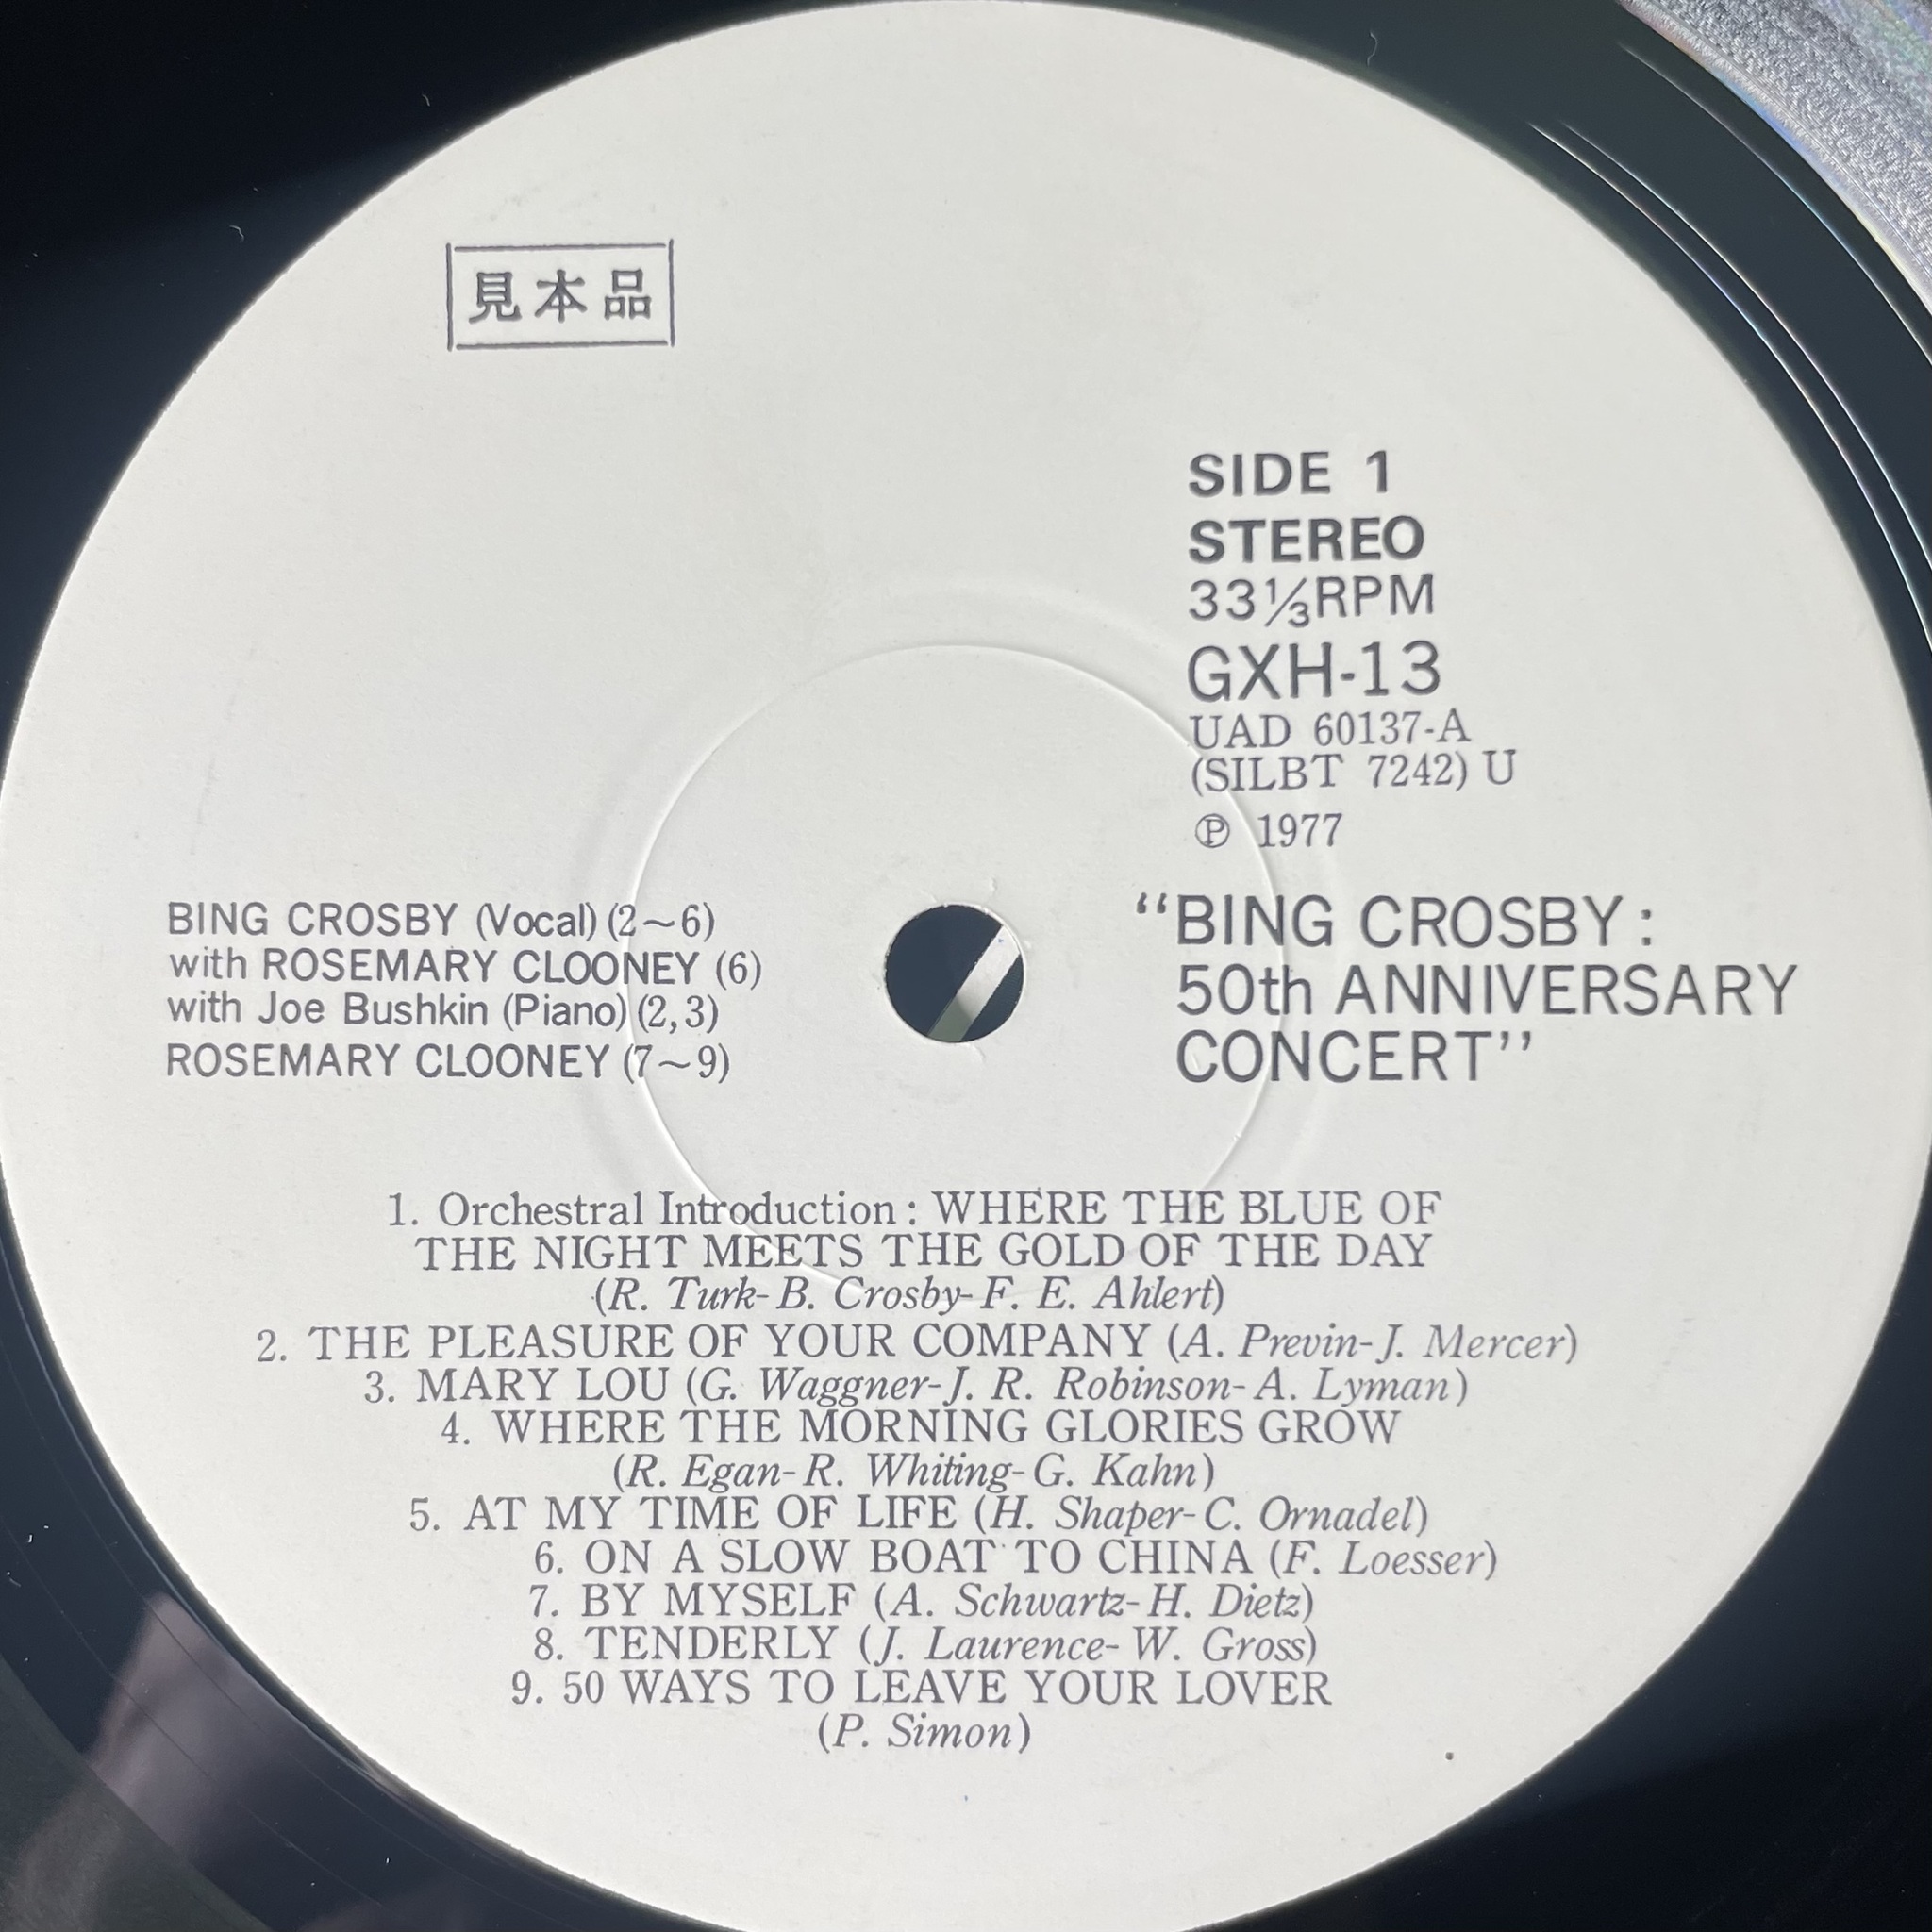 見本品
SIDE 1
STEREO
33⅓RPM
GXH-13
UAD 60137-A
(SILBT 7242) U
Ⓟ 1977
BING CROSBY (Vocal) (2~6)
with ROSEMARY CLOONEY (6)
with Joe Bushkin (Piano) (2,3)
ROSEMARY CLOONEY (7~9)
“BING CROSBY:
50th ANNIVERSARY
CONCERT”
1. Orchestral Introduction: WHERE THE BLUE OF
THE NIGHT MEETS THE GOLD OF THE DAY
(R. Turk-B. Crosby-F. E. Ahlert)
2. THE PLEASURE OF YOUR COMPANY (A. Previn-J. Mercer)
3. MARY LOU (G. Waggner-J. R. Robinson-A. Lyman)
4. WHERE THE MORNING GLORIES GROW
(R. Egan-R. Whiting-G. Kahn)
5. AT MY TIME OF LIFE (H. Shaper-C. Ornadel)
6. ON A SLOW BOAT TO CHINA (F. Loesser)
7. BY MYSELF (A. Schwartz-H. Dietz)
8. TENDERLY (J. Laurence-W. Gross)
9. 50 WAYS TO LEAVE YOUR LOVER
(P. Simon)